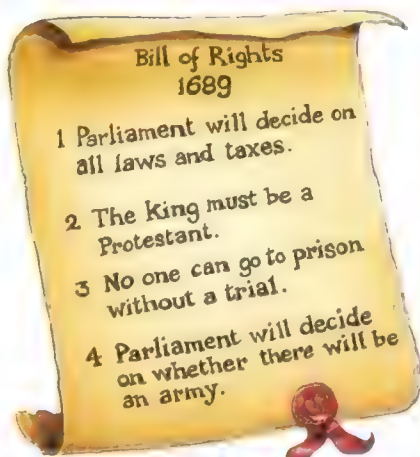 Bill of Rights
1689
1 Parliament will decide on
all laws and taxes.
2 The King must be a
Protestant.
3 No one can go to prison
without a trial.
4 Parliament will decide
on whether there will be
an army.